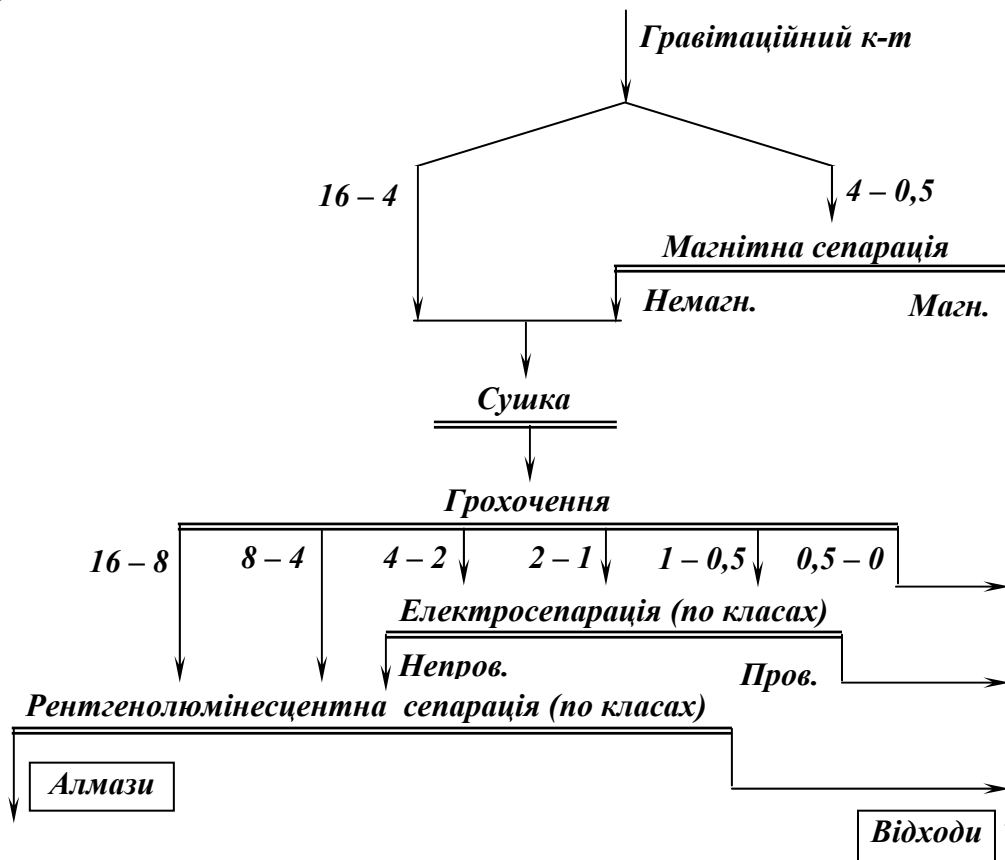 Гравітаційний к-т
16 – 4
4 – 0,5
Магнітна сепарація
Немагн.
Магн.
Сушка
Грохочення
16 – 8
8 – 4
4 – 2
2 – 1
1 – 0,5
0,5 – 0
Електросепарація (по класах)
Непров.
Пров.
Рентгенолюмінесцентна сепарація (по класах)
Алмази
Відходи